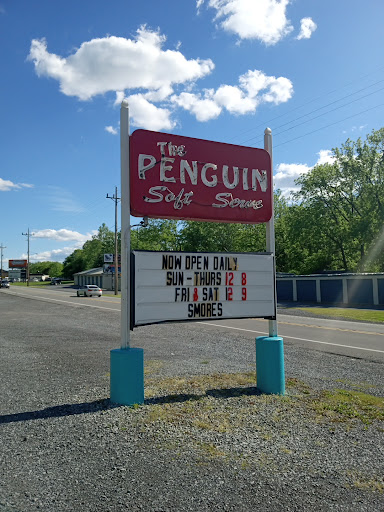 The
PENGUIN
Soft Serve
NOW OPEN DAILY
SUN-THURS 12 8
FRI & SAT 12 9
SMORES